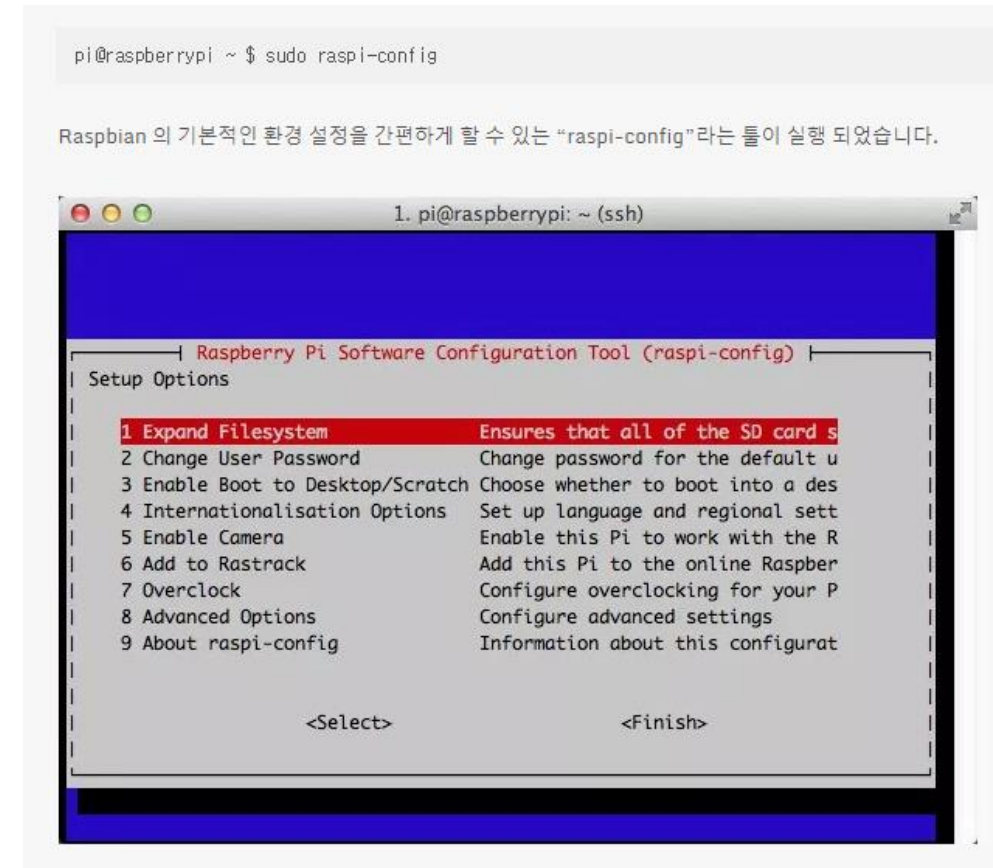 pi@raspberrypi ~ $ sudo raspi-config
Raspbian 의 기본적인 환경 설정을 간편하게 할 수 있는 “raspi-config”라는 툴이 실행 되었습니다.
1. pi@raspberrypi: ~ (ssh)
Raspberry Pi Software Configuration Tool (raspi-config)
Setup Options
1 Expand Filesystem Ensures that all of the SD card s
2 Change User Password Change password for the default u
3 Enable Boot to Desktop/Scratch Choose whether to boot into a des
4 Internationalisation Options Set up language and regional sett
5 Enable Camera Enable this Pi to work with the R
6 Add to Rastrack Add this Pi to the online Raspber
7 Overclock Configure overclocking for your P
8 Advanced Options Configure advanced settings
9 About raspi-config Information about this configurat
<Select> <Finish>